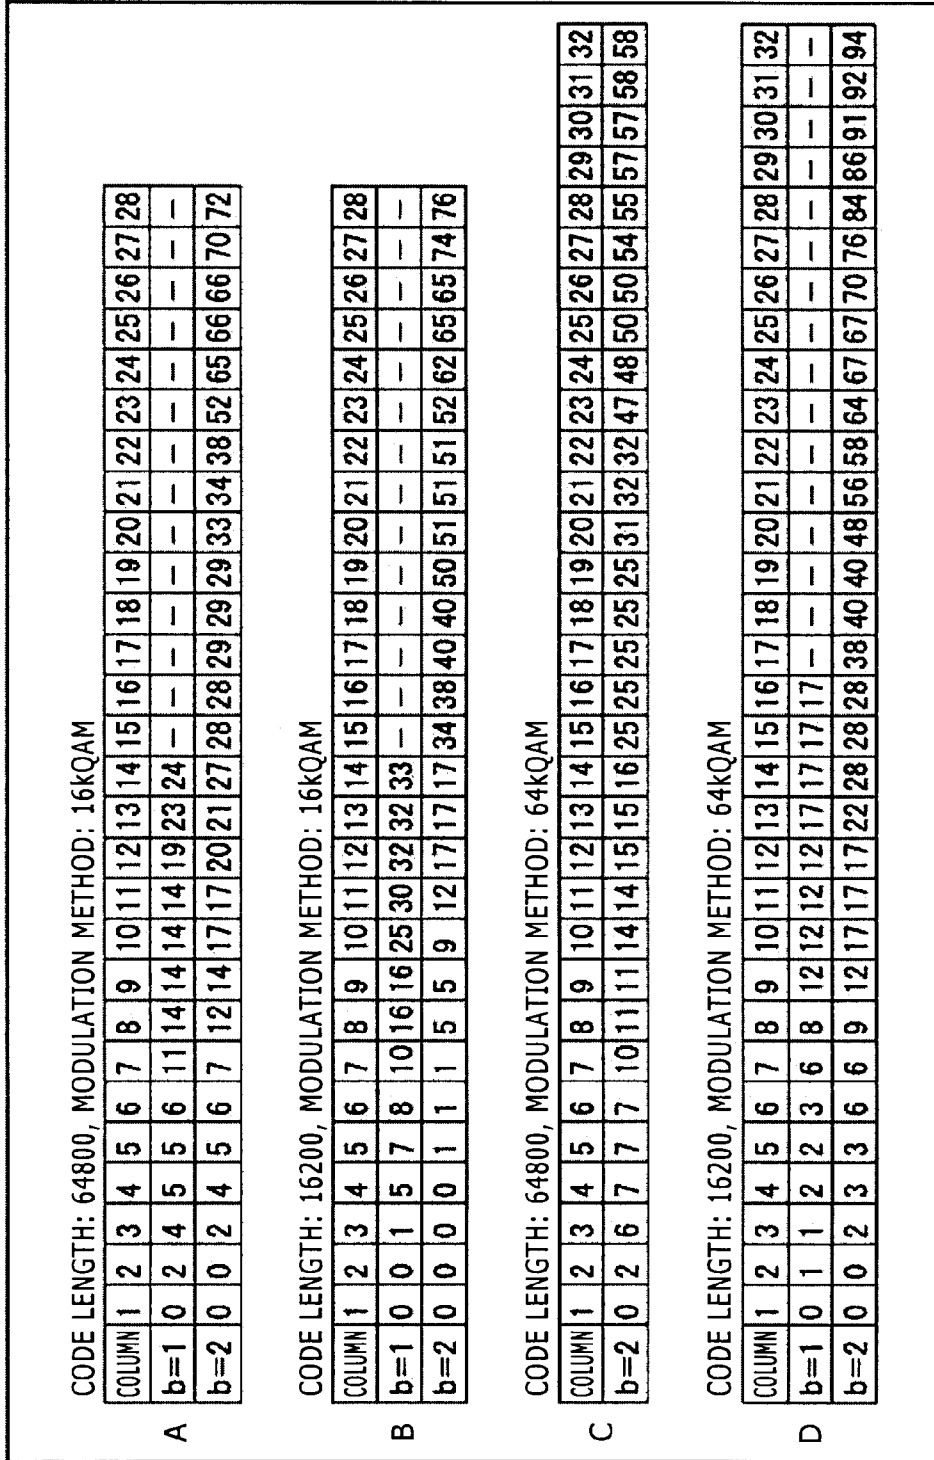 CODE LENGTH: 64800, MODULATION METHOD: 16kQAM
COLUMN 1 2 3 4 5 6 7 8 9 10 11 12 13 14 15 16 17 18 19 20 21 22 23 24 25 26 27 28
A b=1 0 2 4 5 5 6 11 14 14 14 14 19 23 24 — — — — — — — — — — — — — —
b=2 0 0 2 4 5 6 7 12 14 17 17 20 21 27 28 28 29 29 29 33 34 38 52 65 66 66 70 72
CODE LENGTH: 16200, MODULATION METHOD: 16kQAM
COLUMN 1 2 3 4 5 6 7 8 9 10 11 12 13 14 15 16 17 18 19 20 21 22 23 24 25 26 27 28
B b=1 0 0 1 5 7 8 10 16 16 25 30 32 32 33 — — — — — — — — — — — — — —
b=2 0 0 0 0 1 1 1 5 5 9 12 17 17 17 34 38 40 40 50 51 51 51 52 62 65 65 74 76
CODE LENGTH: 64800, MODULATION METHOD: 64kQAM
COLUMN 1 2 3 4 5 6 7 8 9 10 11 12 13 14 15 16 17 18 19 20 21 22 23 24 25 26 27 28 29 30 31 32
C b=2 0 2 6 7 7 7 10 11 11 14 14 15 15 16 25 25 25 25 25 31 32 32 47 48 50 50 54 55 57 57 58 58
CODE LENGTH: 16200, MODULATION METHOD: 64kQAM
COLUMN 1 2 3 4 5 6 7 8 9 10 11 12 13 14 15 16 17 18 19 20 21 22 23 24 25 26 27 28 29 30 31 32
D b=1 0 1 1 2 2 3 6 8 12 12 12 12 17 17 17 17 — — — — — — — — — — — — — — — —
b=2 0 0 2 3 3 6 6 9 12 17 17 17 22 28 28 28 38 40 40 48 56 58 64 67 67 70 76 84 86 91 92 94